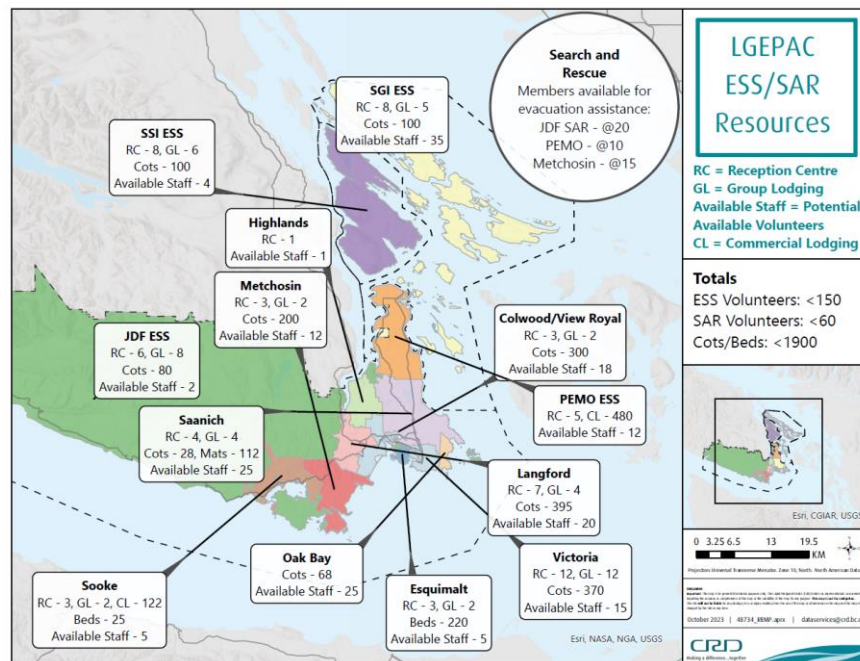 Search and
Rescue
Members available for
evacuation assistance:
JDF SAR - @20
PEMO - @10
Metchosin - @15
SGI ESS
RC - 8, GL - 5
Cots - 100
Available Staff - 35
SSI ESS
RC - 8, GL - 6
Cots - 100
Available Staff - 4
Highlands
RC - 1
Available Staff - 1
Metchosin
RC - 3, GL - 2
Cots - 200
Available Staff - 12
Colwood/View Royal
RC - 3, GL - 2
Cots - 300
Available Staff - 18
JDF ESS
RC - 6, GL - 8
Cots - 80
Available Staff - 2
PEMO ESS
RC - 5, CL - 480
Available Staff - 12
Saanich
RC - 4, GL - 4
Cots - 28, Mats - 112
Available Staff - 25
Langford
RC - 7, GL - 4
Cots - 395
Available Staff - 20
Oak Bay
Cots - 68
Available Staff - 25
Victoria
RC - 12, GL - 12
Cots - 370
Available Staff - 15
Sooke
RC - 3, GL - 2, CL - 122
Beds - 25
Available Staff - 5
Esquimalt
RC - 3, GL - 2
Beds - 220
Available Staff - 5
Esri, NASA, NGA, USGS
LGEPAC
ESS/SAR
Resources
RC = Reception Centre
GL = Group Lodging
Available Staff = Potential
Available Volunteers
CL = Commercial Lodging
Totals
ESS Volunteers: <150
SAR Volunteers: <60
Cots/Beds: <1900
Esri, CGIAR, USGS
0 3.25 6.5 13 19.5
KM
October 2023 | 48734_REMP.aprx | dataservices@crd.bc.ca
CRD
Making a difference...together